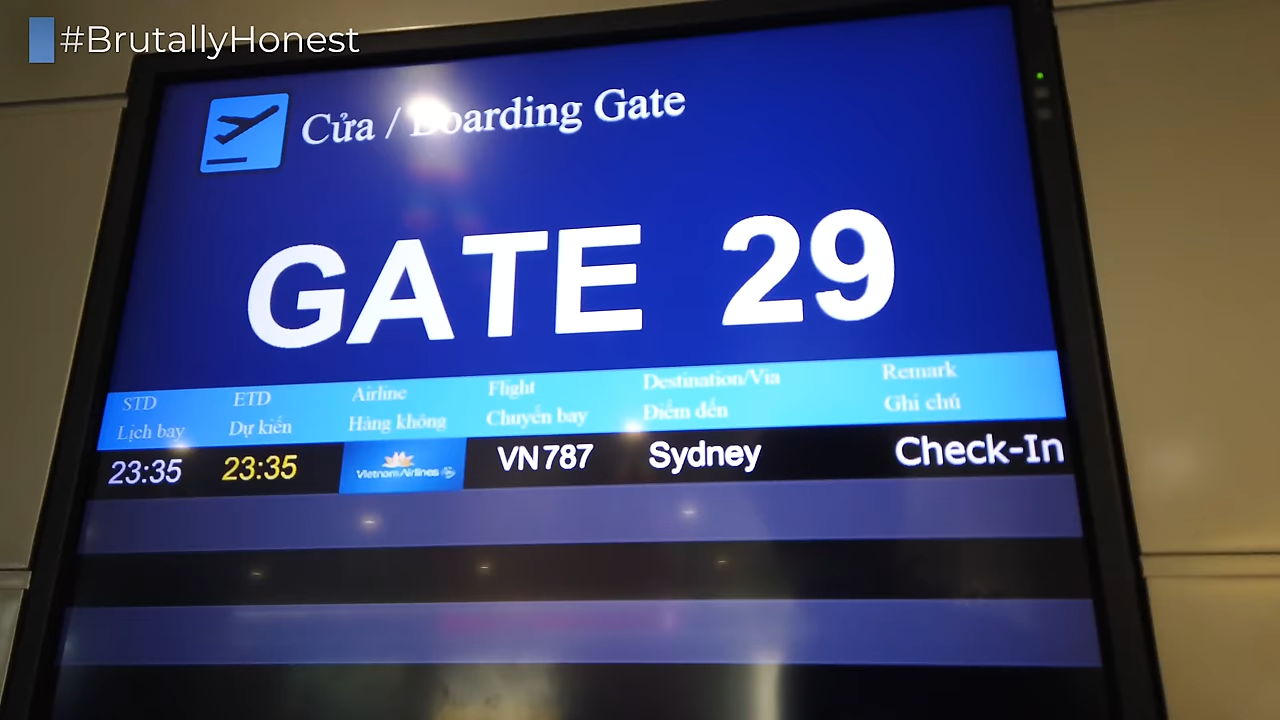 #BrutallyHonest
Cửa / Boarding Gate
GATE 29
STD ETD Airline Flight Destination/Via Remark
Lịch bay Dự kiến Hàng không Chuyến bay Điểm đến Ghi chú
23:35 23:35 Vietnam Airlines VN787 Sydney Check-In